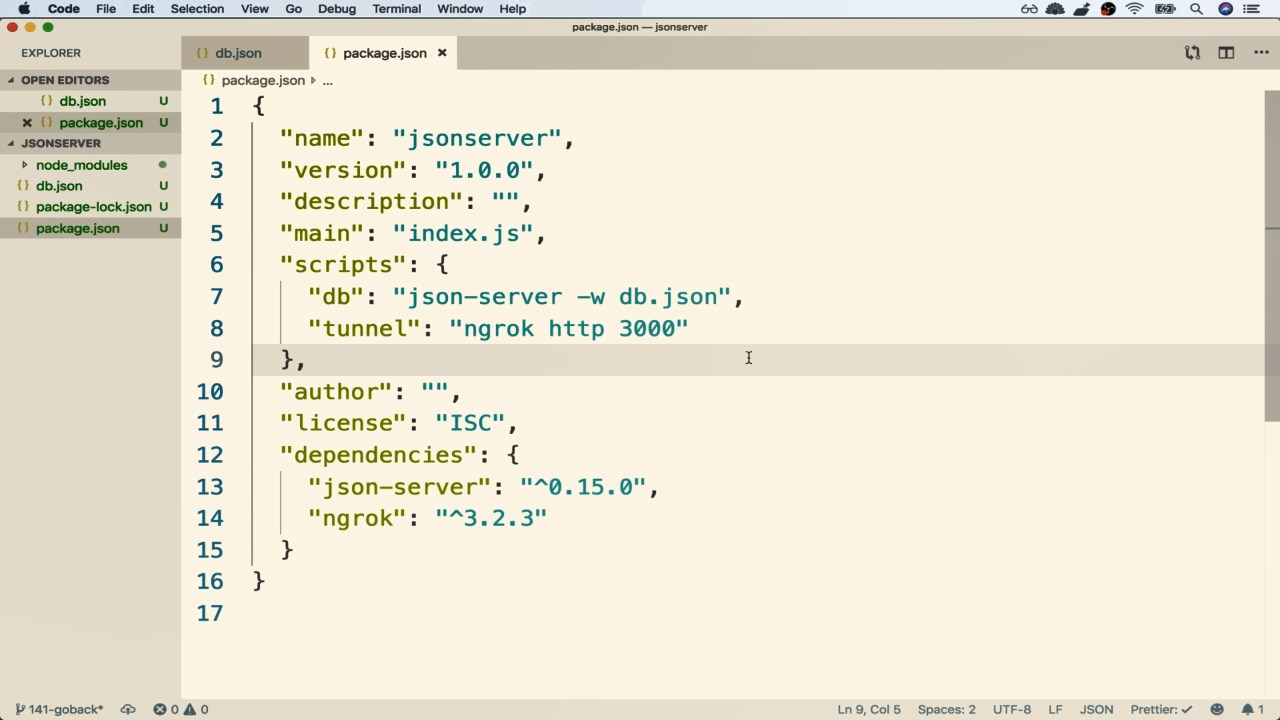 Code File Edit Selection View Go Debug Terminal Window Help
package.json — jsonserver
EXPLORER
db.json
package.json
OPEN EDITORS
db.json U
package.json U
JSONSERVER
node_modules
db.json U
package-lock.json U
package.json U
package.json ...
1 {
2 "name": "jsonserver",
3 "version": "1.0.0",
4 "description": "",
5 "main": "index.js",
6 "scripts": {
7 "db": "json-server -w db.json",
8 "tunnel": "ngrok http 3000"
9 },
10 "author": "",
11 "license": "ISC",
12 "dependencies": {
13 "json-server": "^0.15.0",
14 "ngrok": "^3.2.3"
15 }
16 }
17
141-goback* 0 0
Ln 9, Col 5 Spaces: 2 UTF-8 LF JSON Prettier: 1